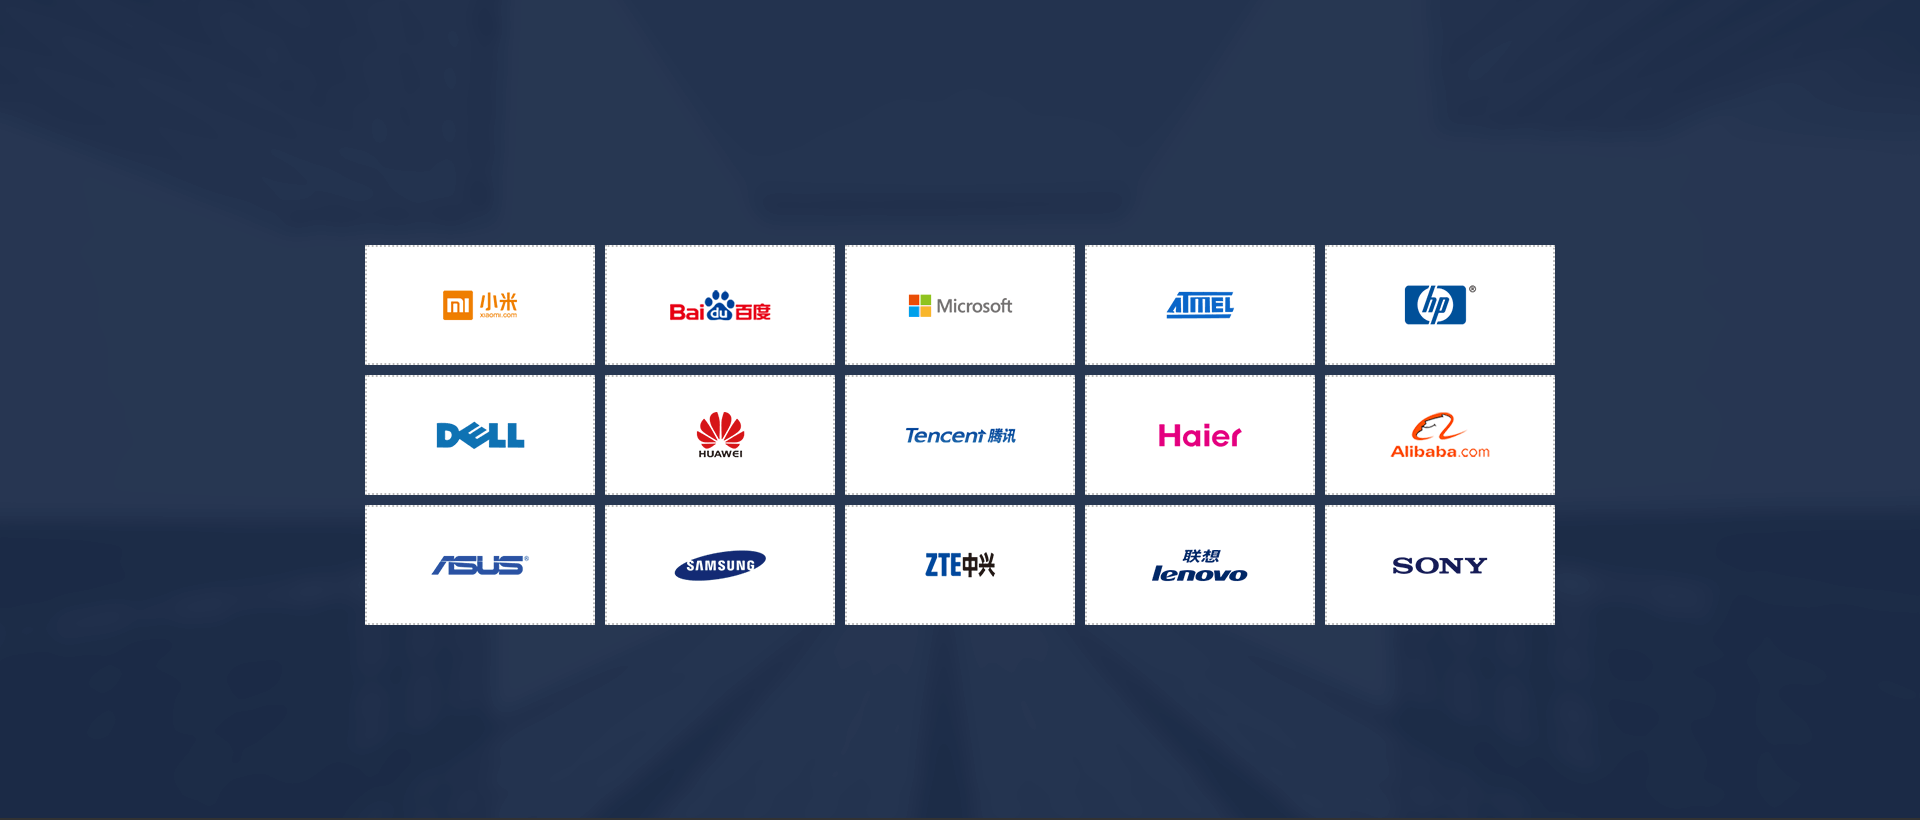 mi 小米
xiaomi.com
Baidu百度
Microsoft
ATMEL
hp®
DELL
HUAWEI
Tencent 腾讯
Haier
Alibaba.com
ASUS®
SAMSUNG
ZTE中兴
联想
lenovo
SONY